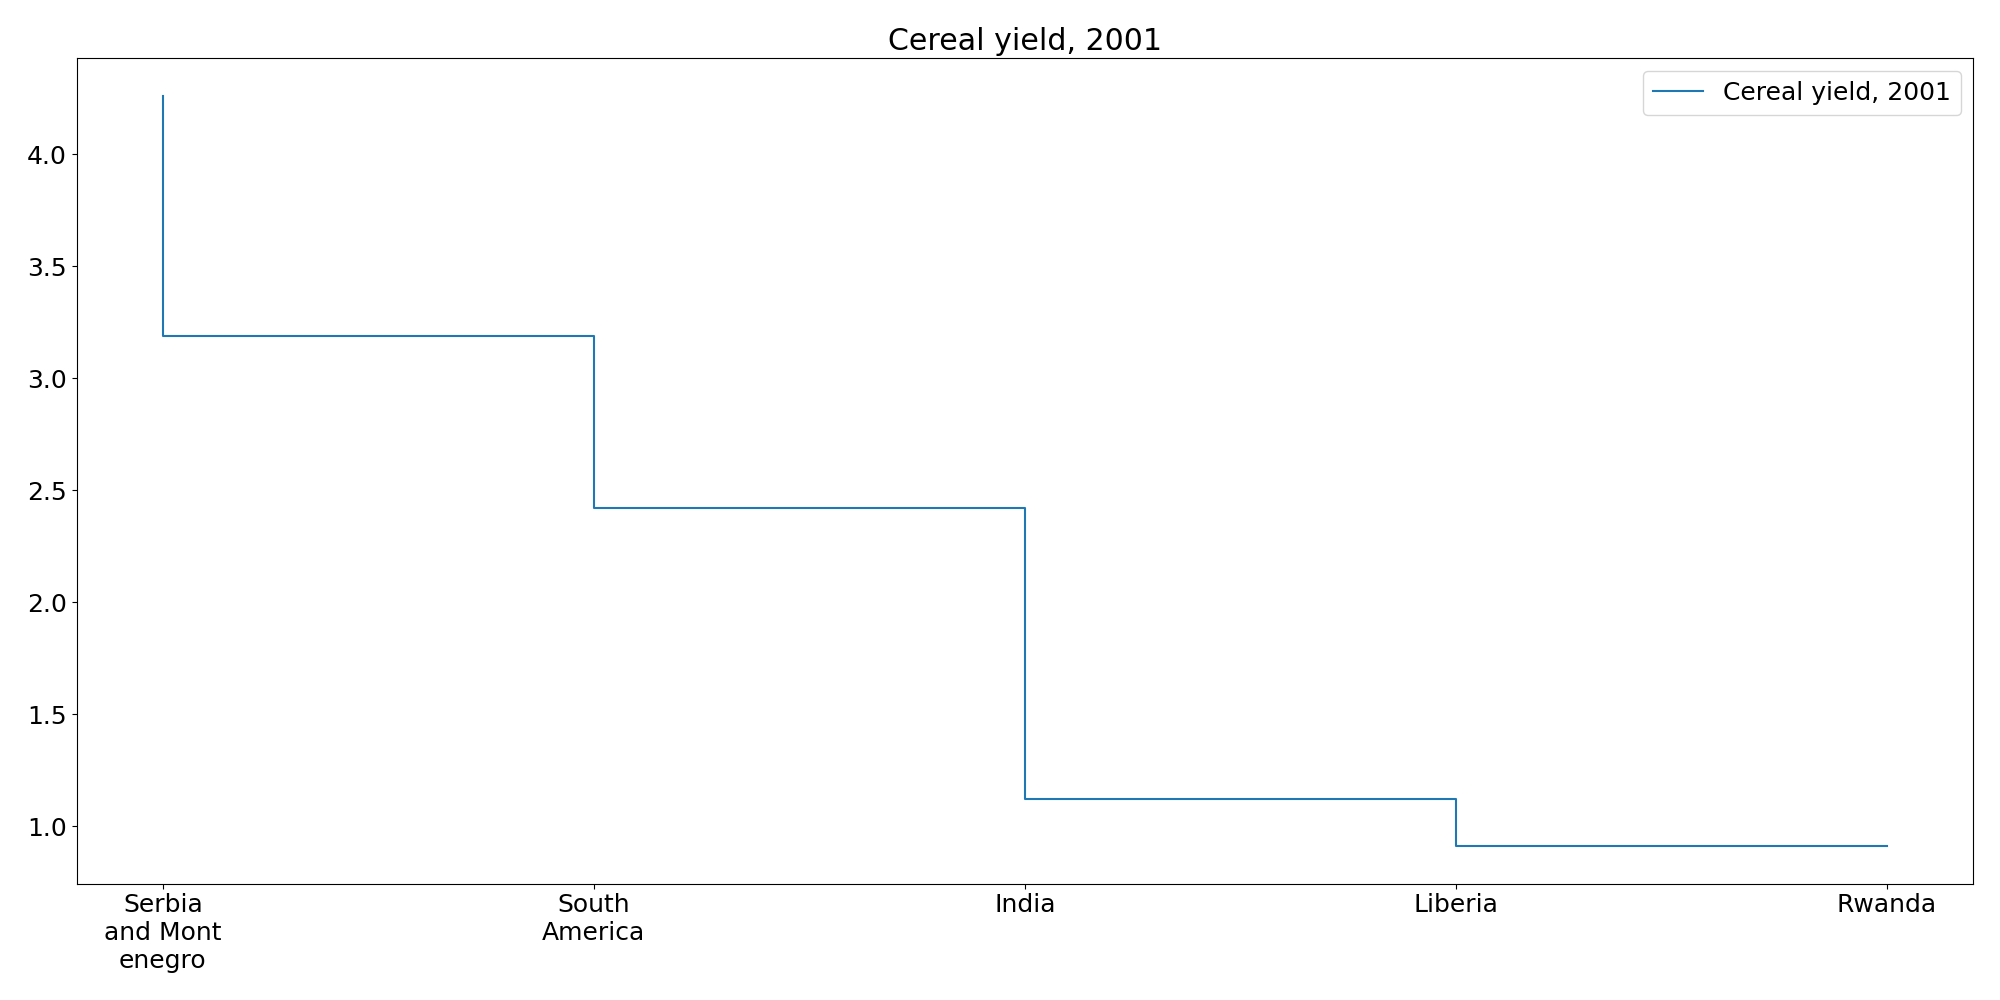 Cereal yield, 2001
Cereal yield, 2001
4.0
3.5
3.0
2.5
2.0
1.5
1.0
Serbia
and Mont
enegro
South
America
India
Liberia
Rwanda